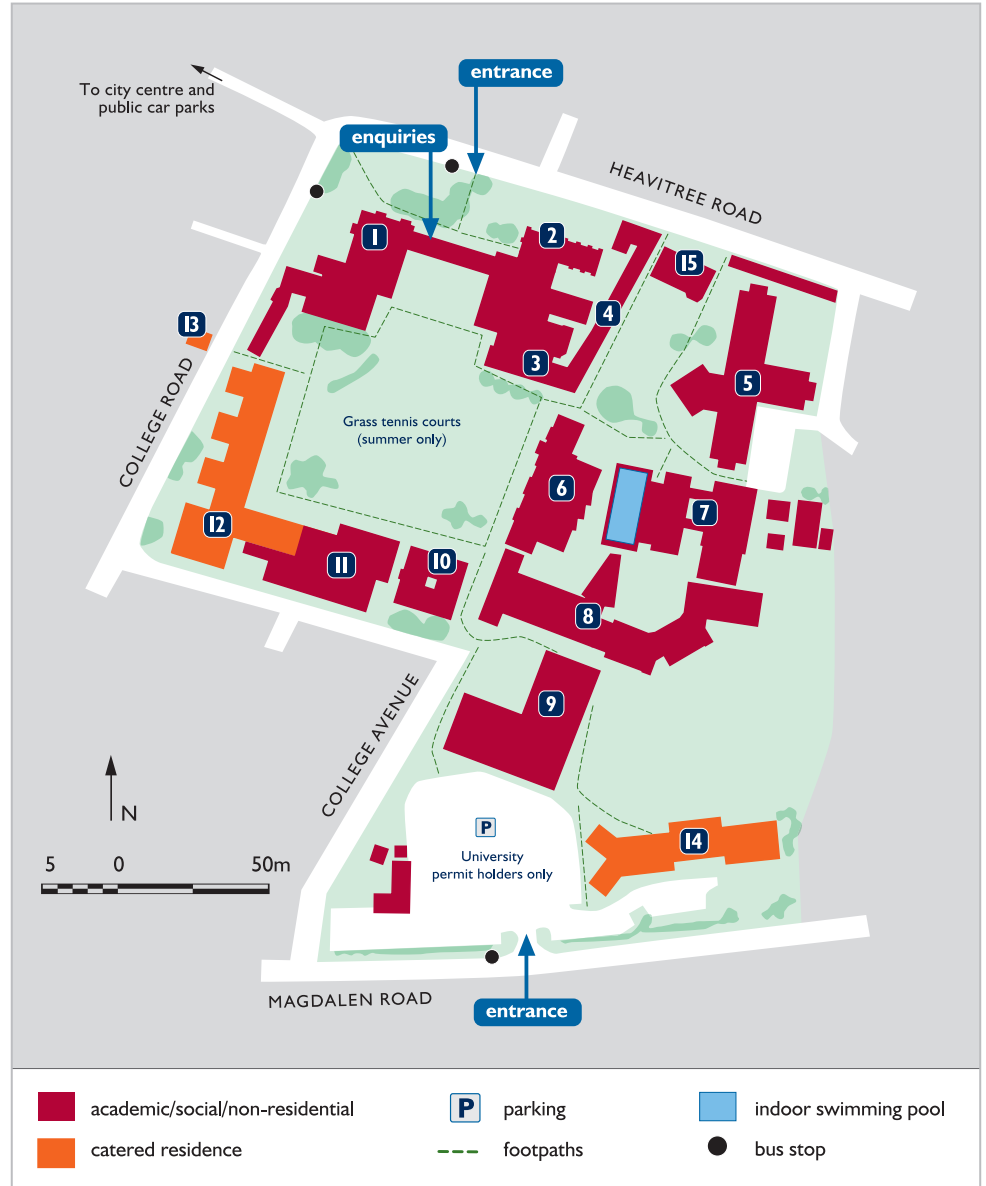 entrance
To city centre and
public car parks
enquiries
HEAVITREE ROAD
1
2
15
4
13
3
5
COLLEGE ROAD
Grass tennis courts
(summer only)
6
7
12
11
10
8
9
COLLEGE AVENUE
N
P
University
permit holders only
14
5
0
50m
MAGDALEN ROAD
entrance
academic/social/non-residential
P
parking
indoor swimming pool
catered residence
footpaths
bus stop